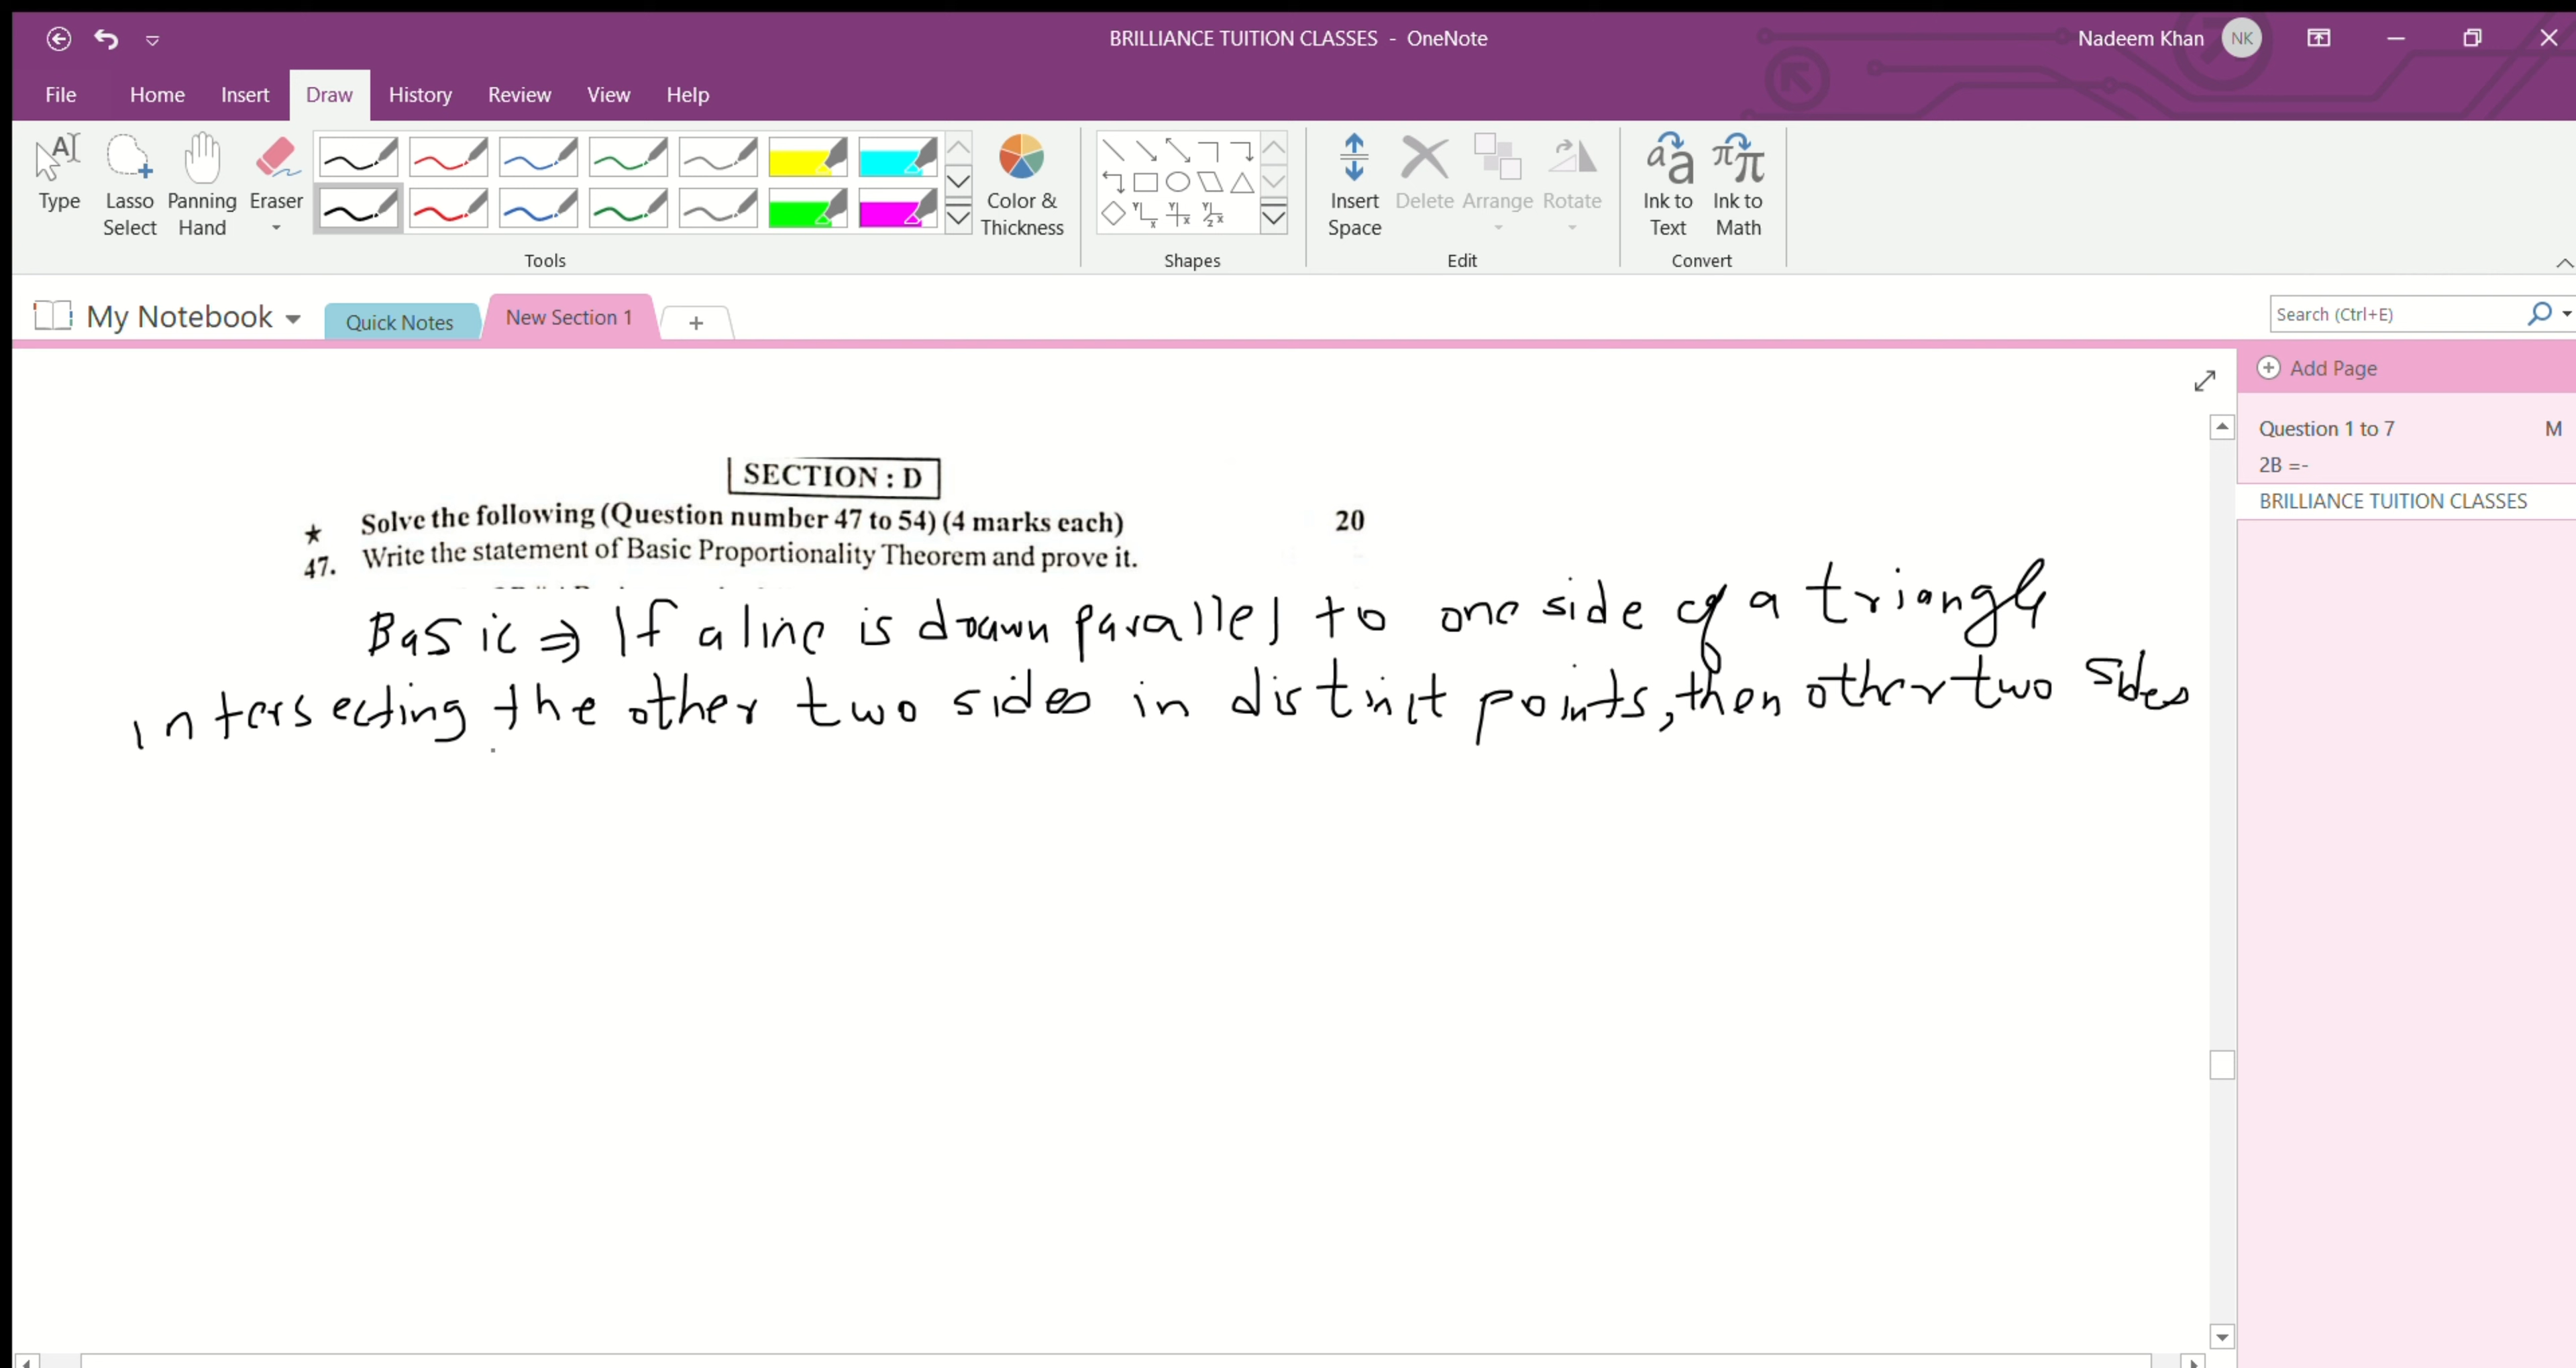 BRILLIANCE TUITION CLASSES - OneNote
Nadeem Khan NK
File Home Insert Draw History Review View Help
Type
Lasso Select
Panning Hand
Eraser
Color & Thickness
Insert Space
Delete
Arrange
Rotate
Ink to Text
Ink to Math
Tools
Shapes
Edit
Convert
My Notebook
Quick Notes
New Section 1
Search (Ctrl+E)
Add Page
Question 1 to 7 M
2B =-
BRILLIANCE TUITION CLASSES
SECTION : D
★ Solve the following (Question number 47 to 54) (4 marks each) 20
47. Write the statement of Basic Proportionality Theorem and prove it.
Basic ⇒ If a line is drawn parallel to one side of a triangle
intersecting the other two sides in distinct points, then other two sides